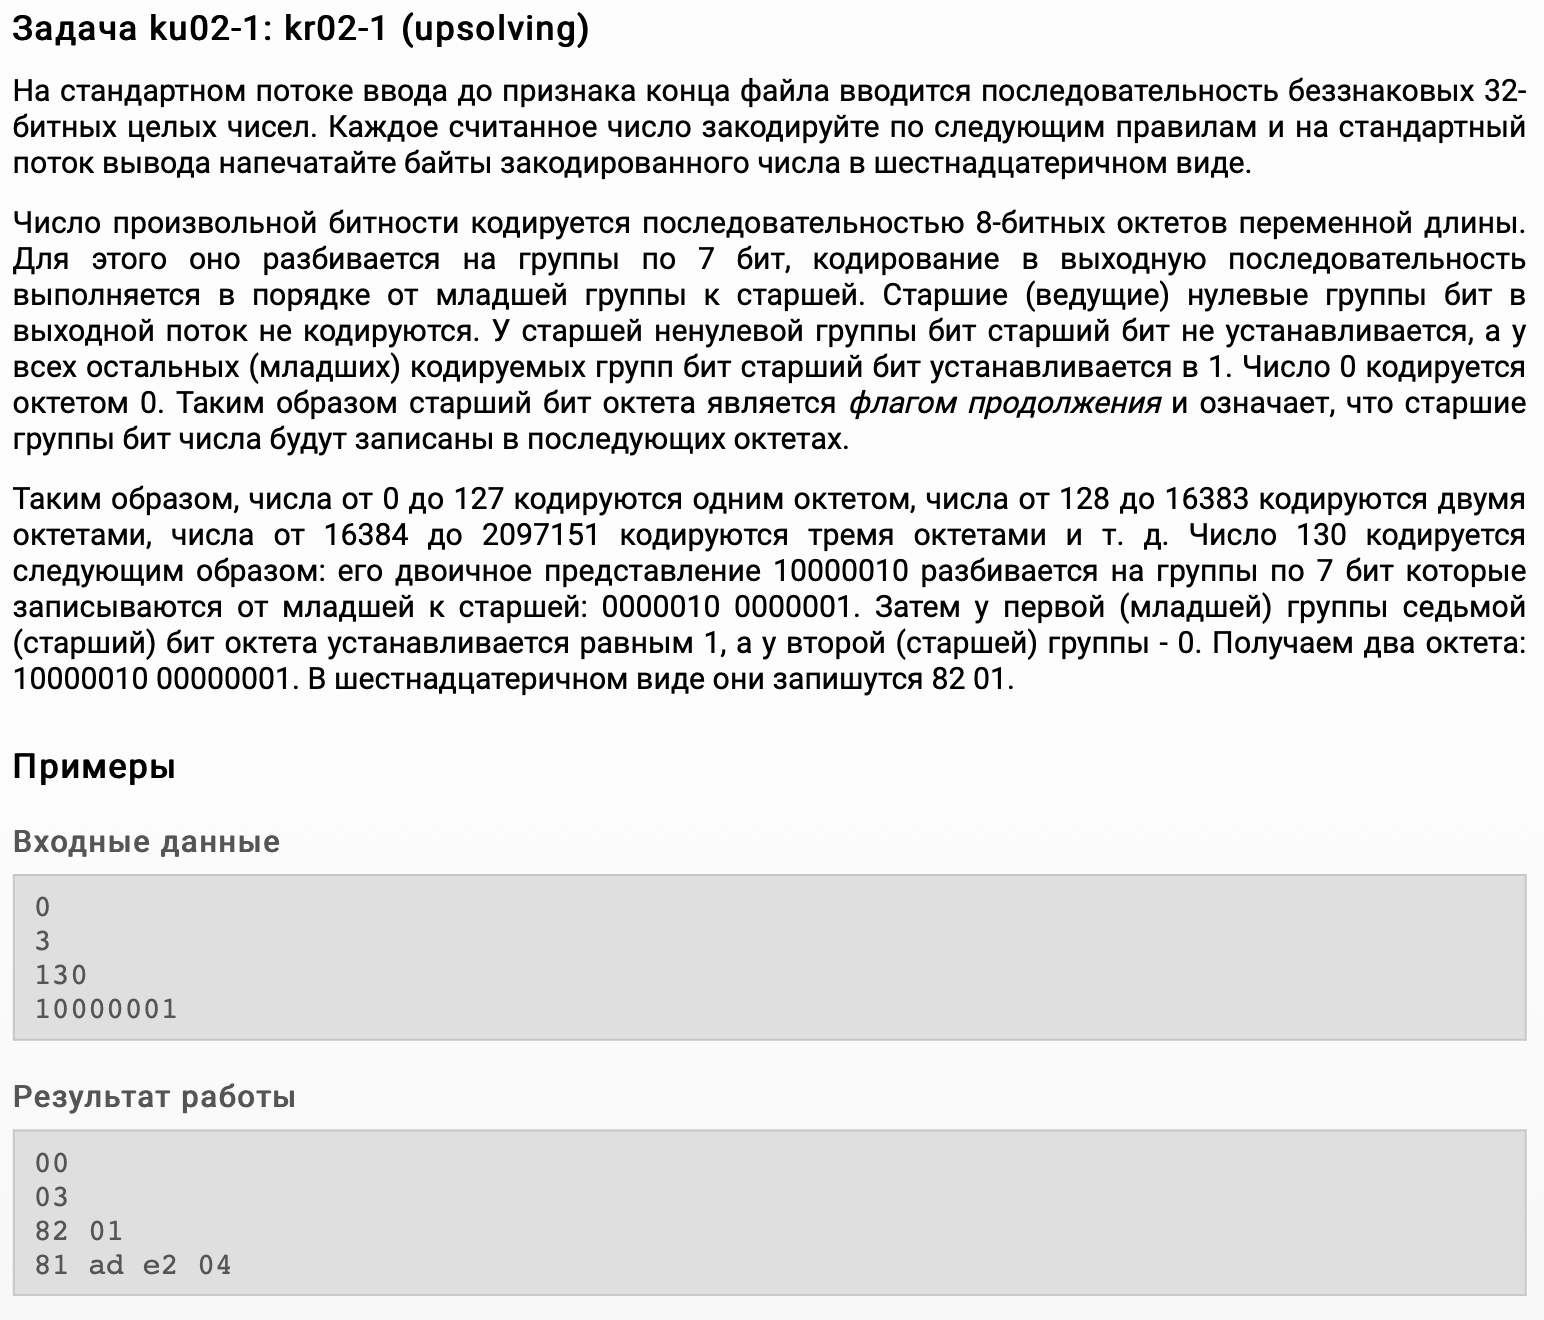 Задача ku02-1: kr02-1 (upsolving)
На стандартном потоке ввода до признака конца файла вводится последовательность беззнаковых 32-
битных целых чисел. Каждое считанное число закодируйте по следующим правилам и на стандартный
поток вывода напечатайте байты закодированного числа в шестнадцатеричном виде.
Число произвольной битности кодируется последовательностью 8-битных октетов переменной длины.
Для этого оно разбивается на группы по 7 бит, кодирование в выходную последовательность
выполняется в порядке от младшей группы к старшей. Старшие (ведущие) нулевые группы бит в
выходной поток не кодируются. У старшей ненулевой группы бит старший бит не устанавливается, а у
всех остальных (младших) кодируемых групп бит старший бит устанавливается в 1. Число 0 кодируется
октетом 0. Таким образом старший бит октета является флагом продолжения и означает, что старшие
группы бит числа будут записаны в последующих октетах.
Таким образом, числа от 0 до 127 кодируются одним октетом, числа от 128 до 16383 кодируются двумя
октетами, числа от 16384 до 2097151 кодируются тремя октетами и т. д. Число 130 кодируется
следующим образом: его двоичное представление 10000010 разбивается на группы по 7 бит которые
записываются от младшей к старшей: 0000010 0000001. Затем у первой (младшей) группы седьмой
(старший) бит октета устанавливается равным 1, а у второй (старшей) группы - 0. Получаем два октета:
10000010 00000001. В шестнадцатеричном виде они запишутся 82 01.
Примеры
Входные данные
0
3
130
10000001
Результат работы
00
03
82 01
81 ad e2 04